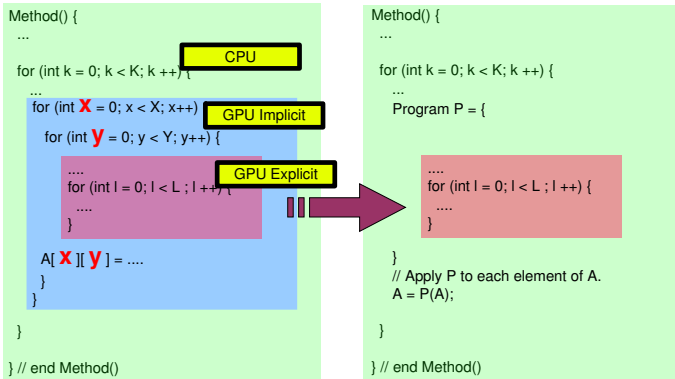 Method() {
...
CPU
for (int k = 0; k < K; k ++) {
...
for (int x = 0; x < X; x++)
GPU Implicit
for (int y = 0; y < Y; y++) {
GPU Explicit
....
for (int l = 0; l < L ; l ++) {
....
}
A[ x ][ y ] = ....
}
}
}
} // end Method()
Method() {
...
for (int k = 0; k < K; k ++) {
...
Program P = {
....
for (int l = 0; l < L ; l ++) {
....
}
}
// Apply P to each element of A.
A = P(A);
}
} // end Method()